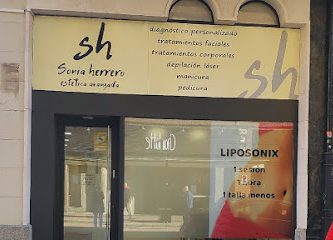 sh
Sonia herrero
estética avanzada
diagnóstico personalizado
tratamientos faciales
tratamientos corporales
depilación láser
manicura
pedicura
sh
LIPOSONIX
1 sesión
1 hora
1 talla menos